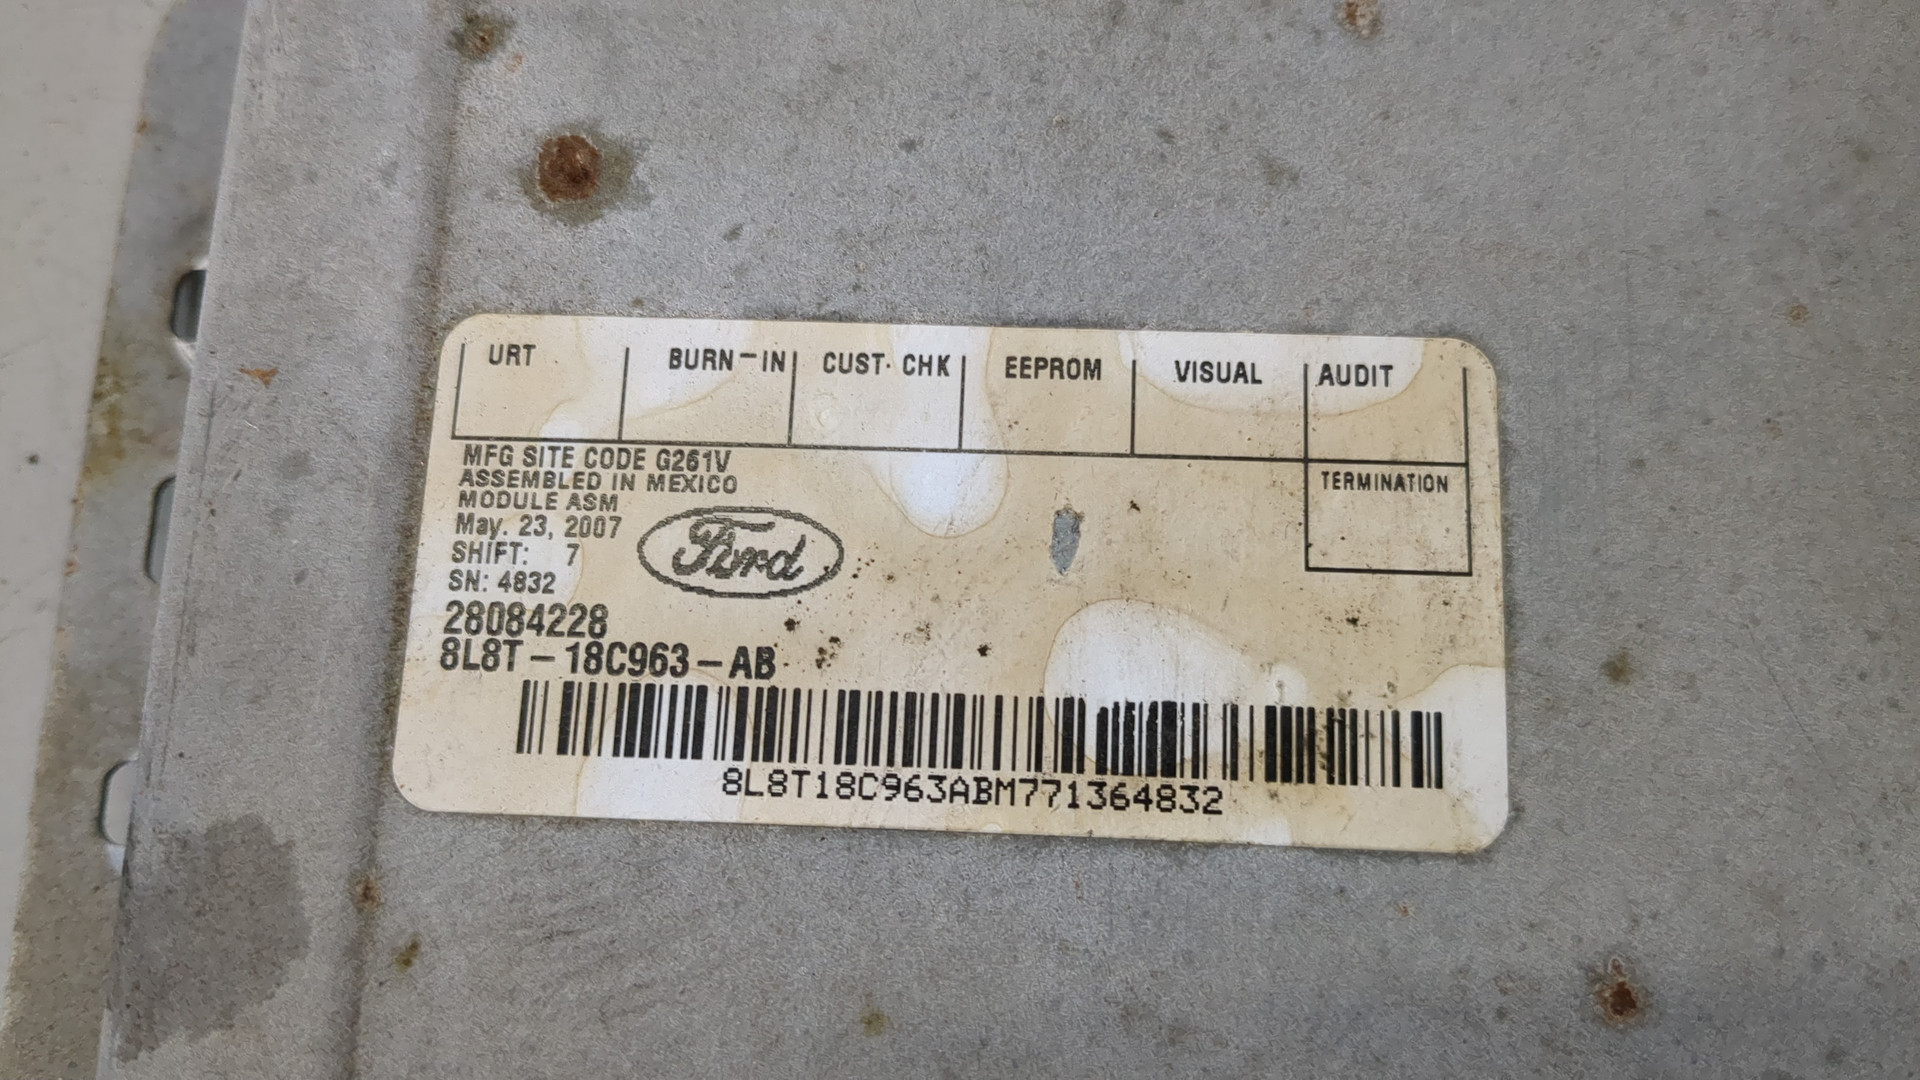 URT BURN-IN CUST. CHK EEPROM VISUAL AUDIT
MFG SITE CODE G261V
ASSEMBLED IN MEXICO
TERMINATION
MODULE ASM
May. 23, 2007
SHIFT: 7
Ford
SN: 4832
28084228
8L8T-18C963-AB
8L8T18C963ABM771364832